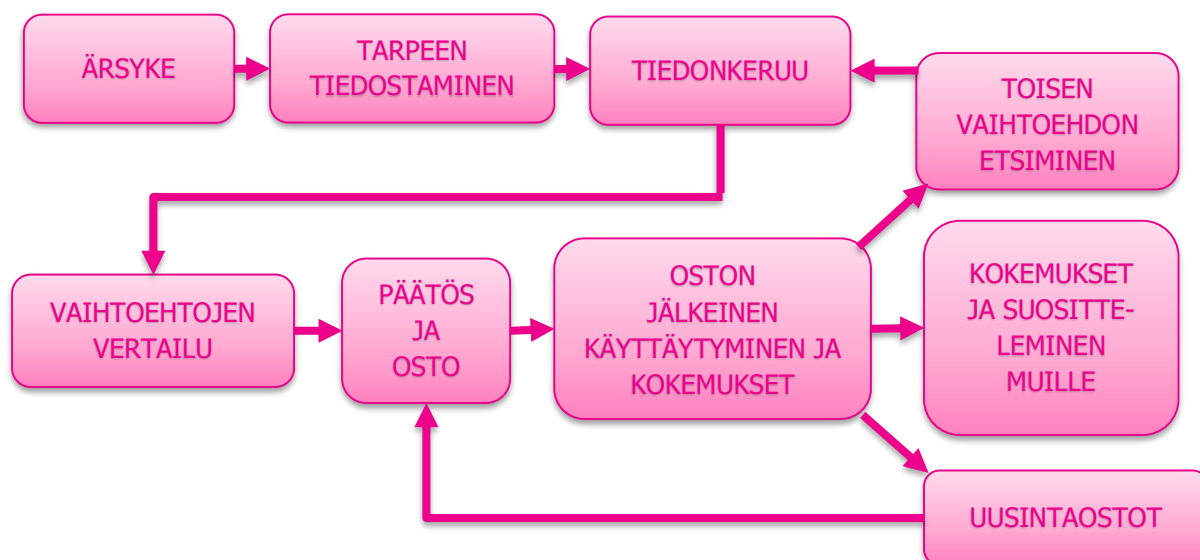 ÄRSYKE
TARPEEN
TIEDOSTAMINEN
TIEDONKERUU
TOISEN
VAIHTOEHDON
ETSIMINEN
VAIHTOEHTOJEN
VERTAILU
PÄÄTÖS
JA
OSTO
OSTON
JÄLKEINEN
KÄYTTÄYTYMINEN JA
KOKEMUKSET
KOKEMUKSET
JA SUOSITTE-
LEMINEN
MUILLE
UUSINTAOSTOT